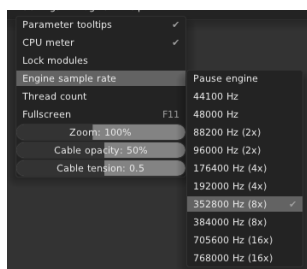 Parameter tooltips ✔
CPU meter ✔
Lock modules
Engine sample rate
Thread count
Fullscreen F11
Zoom: 100%
Cable opacity: 50%
Cable tension: 0.5
Pause engine
44100 Hz
48000 Hz
88200 Hz (2x)
96000 Hz (2x)
176400 Hz (4x)
192000 Hz (4x)
352800 Hz (8x) ✔
384000 Hz (8x)
705600 Hz (16x)
768000 Hz (16x)